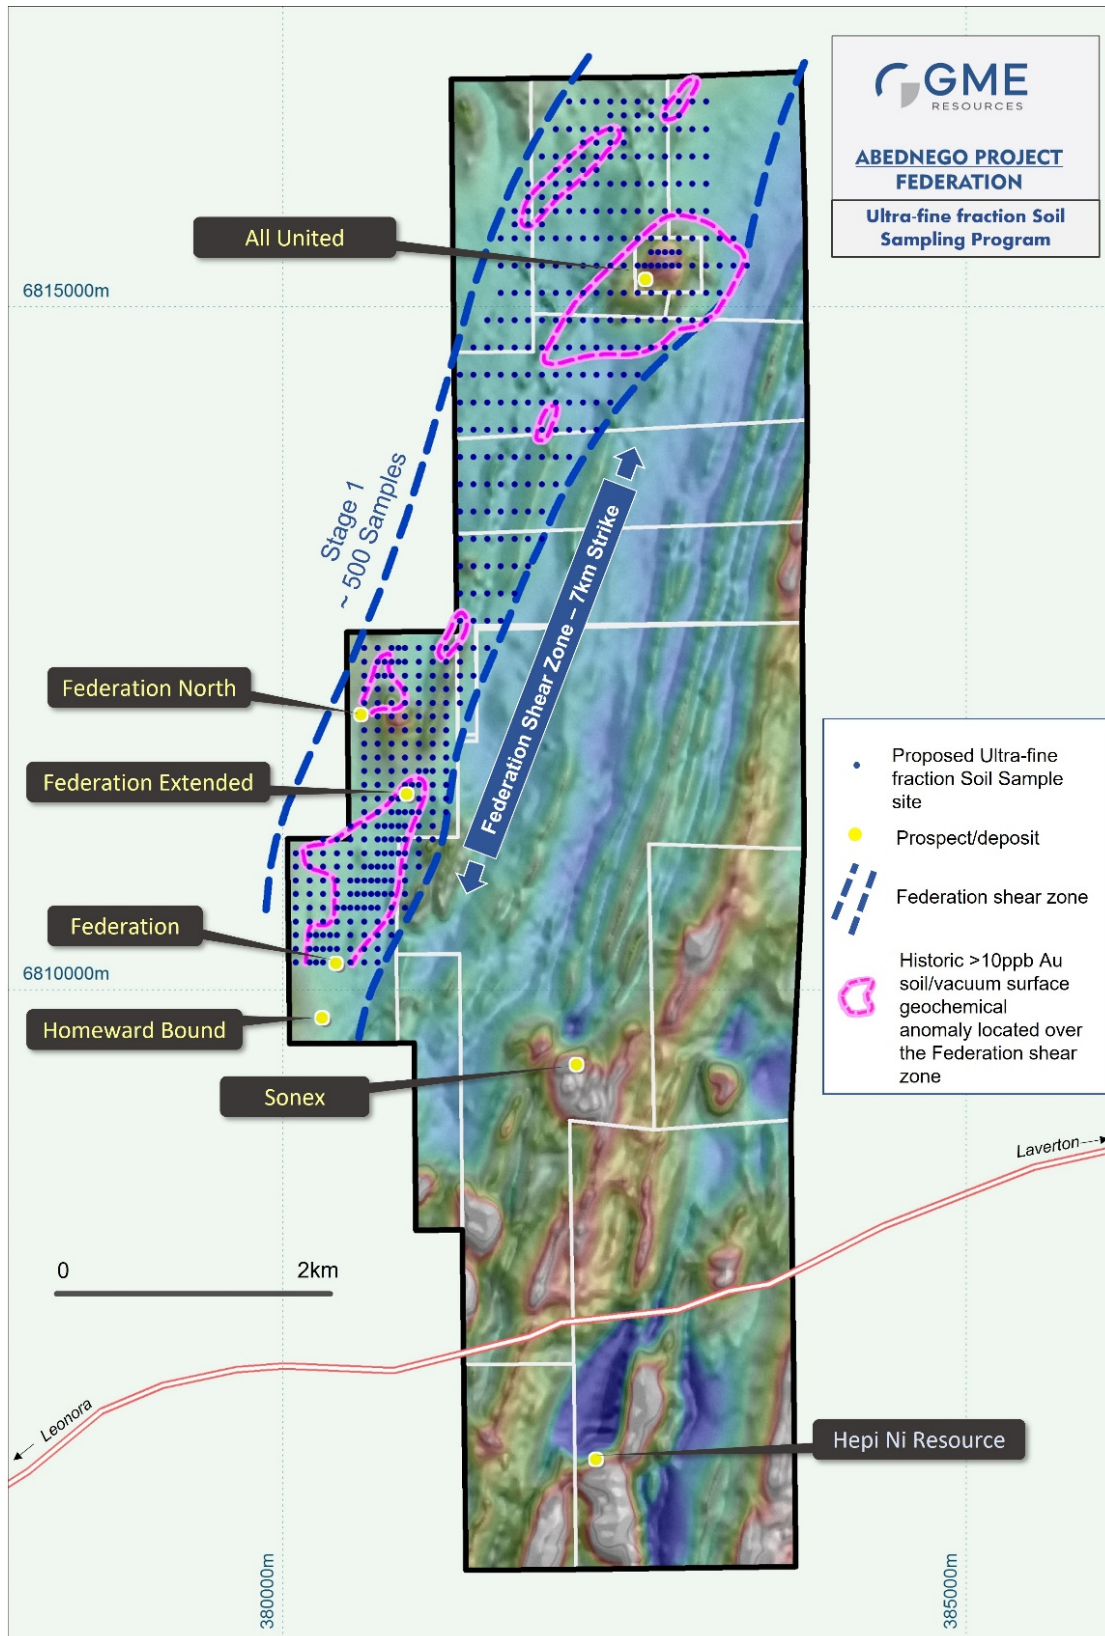 GME
RESOURCES
ABEDNEGO PROJECT
FEDERATION
Ultra-fine fraction Soil
Sampling Program
All United
6815000m
Stage 1
~ 500 Samples
Federation Shear Zone – 7km Strike
Federation North
Federation Extended
Federation
6810000m
Homeward Bound
Sonex
Proposed Ultra-fine
fraction Soil Sample
site
Prospect/deposit
Federation shear zone
Historic >10ppb Au
soil/vacuum surface
geochemical
anomaly located over
the Federation shear
zone
Laverton
0 2km
Leonora
Hepi Ni Resource
380000m
385000m